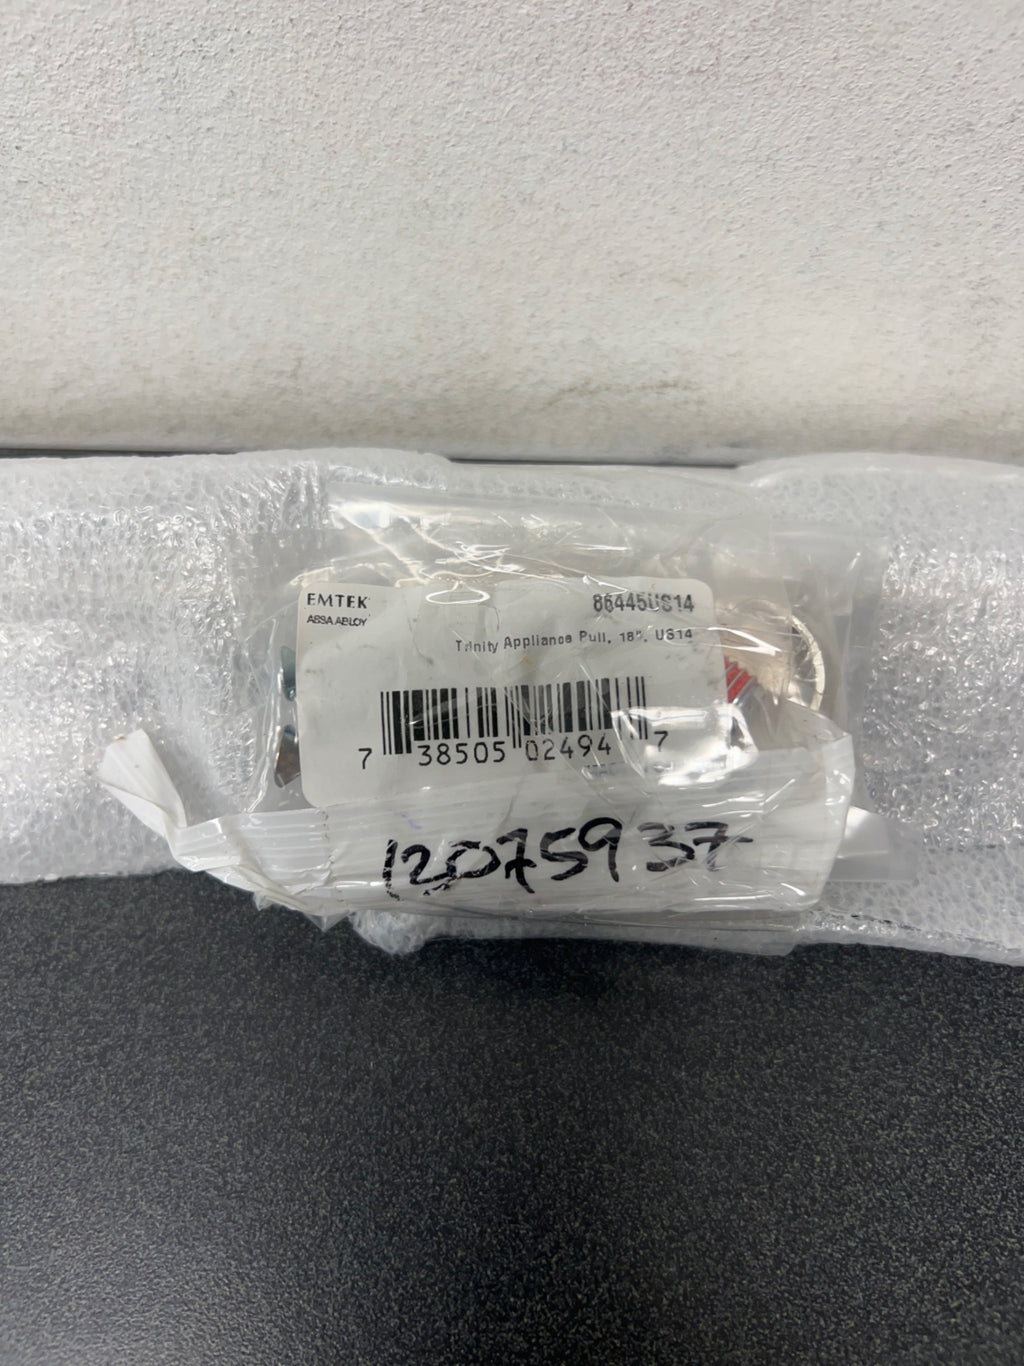 EMTEK
ASSA ABLOY
86445US14
Trinity Appliance Pull, 18", US14
7 38505 02494 7
12075937